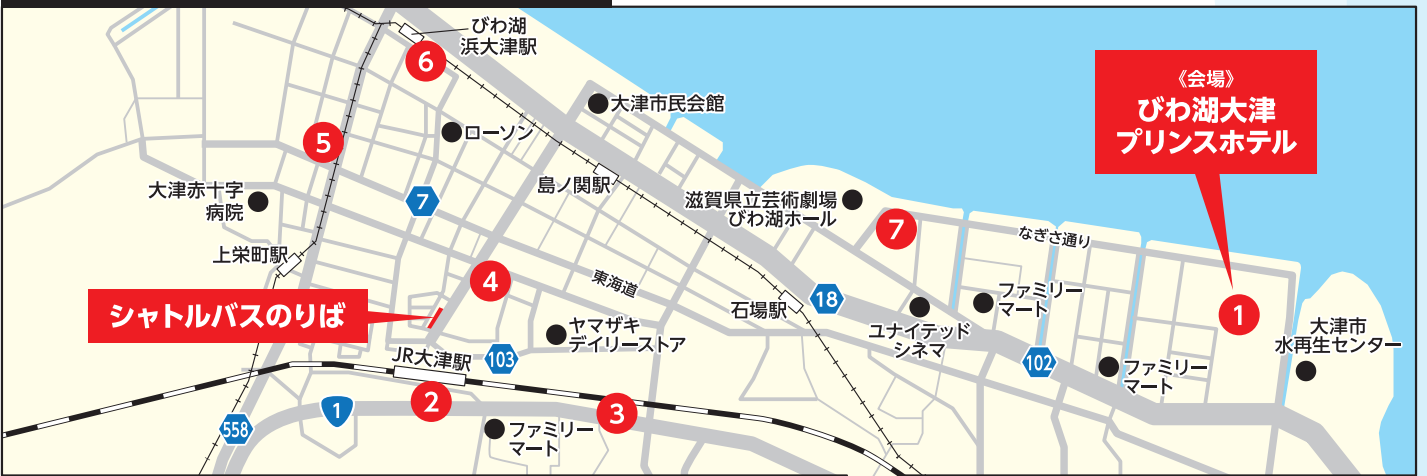 びわ湖
浜大津駅
6
大津市民会館
《会場》
びわ湖大津
プリンスホテル
5
ローソン
島ノ関駅
大津赤十字
病院
7
滋賀県立芸術劇場
びわ湖ホール
7
なぎさ通り
上栄町駅
4
東海道
石場駅
18
ファミリー
マート
1
シャトルバスのりば
ヤマザキ
デイリーストア
ユナイテッド
シネマ
大津市
水再生センター
JR大津駅
103
102
ファミリー
マート
2
1
3
558
ファミリー
マート